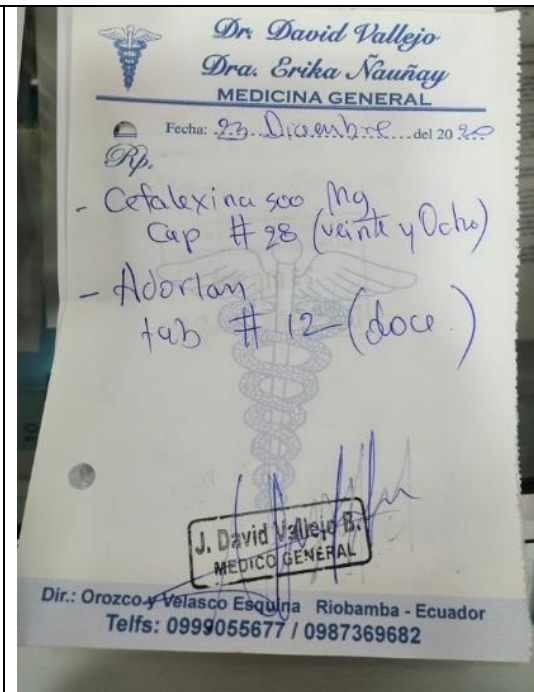 Dr. David Vallejo
Dra. Erika Ñauñay
MEDICINA GENERAL
Fecha: 23 Diciembre del 20 20
Rp.
- Cefalexina 500 Mg
Cap # 28 (veinte y Ocho)
- Adorlan
tab # 12 (doce)
J. David Vallejo B.
MEDICO GENERAL
Dir.: Orozco y Velasco Esquina Riobamba - Ecuador
Telfs: 0999055677 / 0987369682